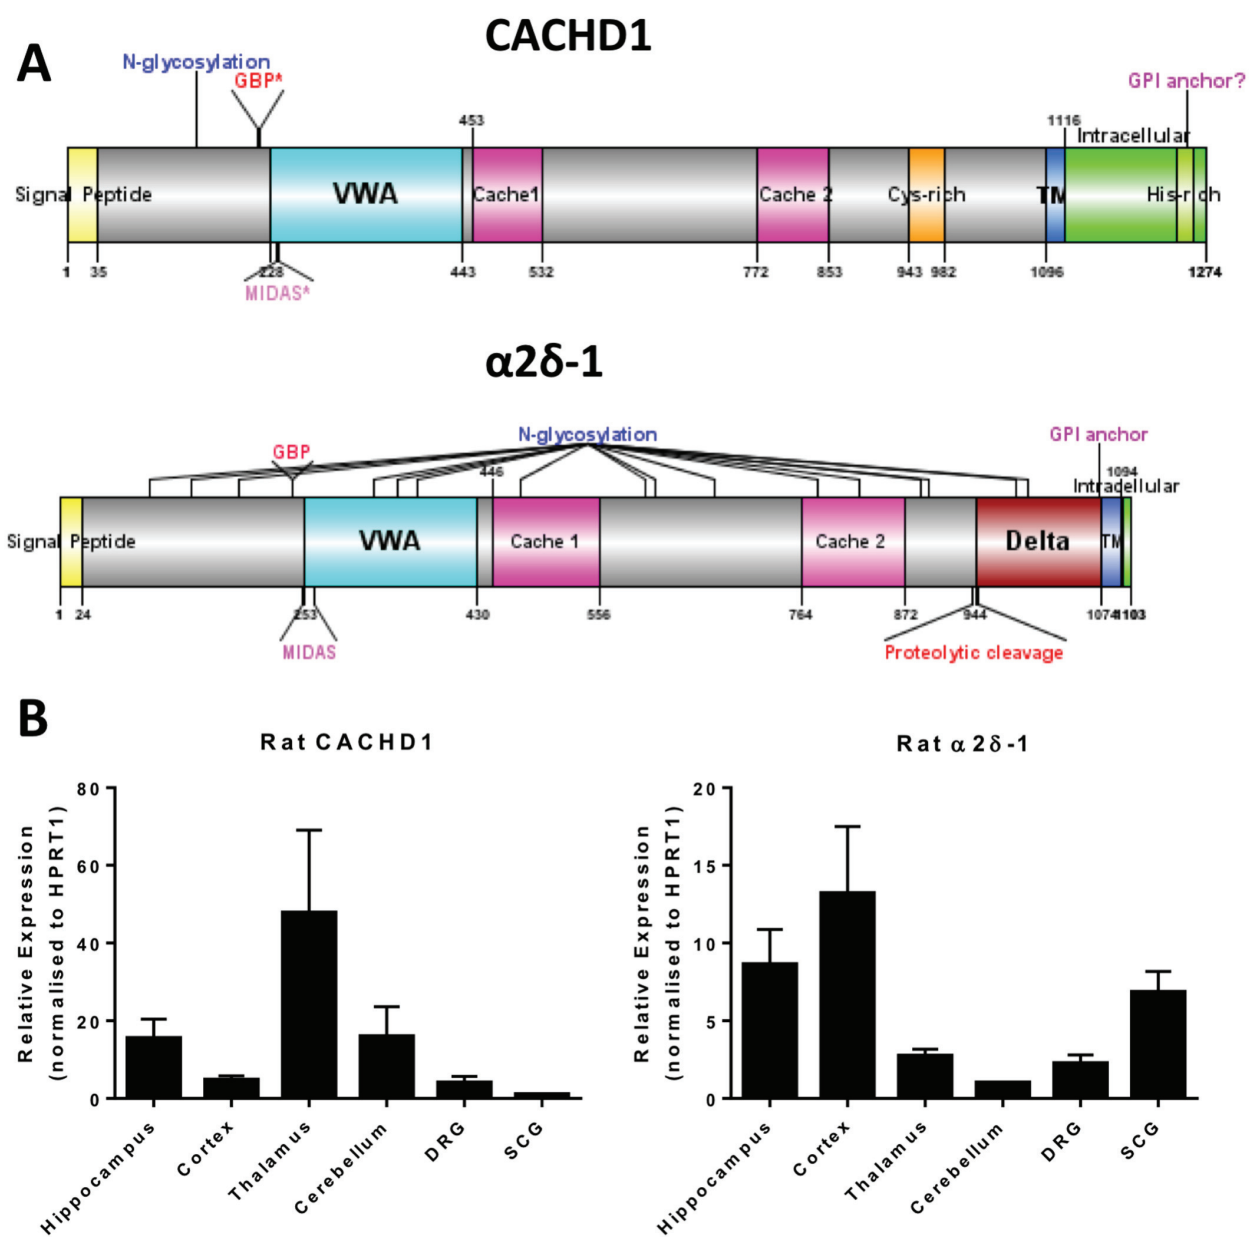 A
CACHD1
N-glycosylation
GBP*
GPI anchor?
453
1116
Intracellular
Signal Peptide
VWA
Cache1
Cache 2
Cys-rich
TM
His-rich
1 35 228 443 532 772 853 943 982 1096 1274
MIDAS*
α2δ-1
N-glycosylation
GPI anchor
GBP
446
1094
Intracellular
Signal Peptide
VWA
Cache 1
Cache 2
Delta
TM
1 24 253 430 556 764 872 944 1074 1103
MIDAS
Proteolytic cleavage
B
Rat CACHD1
Relative Expression
(normalised to HPRT1)
80
60
40
20
0
Hippocampus
Cortex
Thalamus
Cerebellum
DRG
SCG
Rat α2δ-1
Relative Expression
(normalised to HPRT1)
20
15
10
5
0
Hippocampus
Cortex
Thalamus
Cerebellum
DRG
SCG